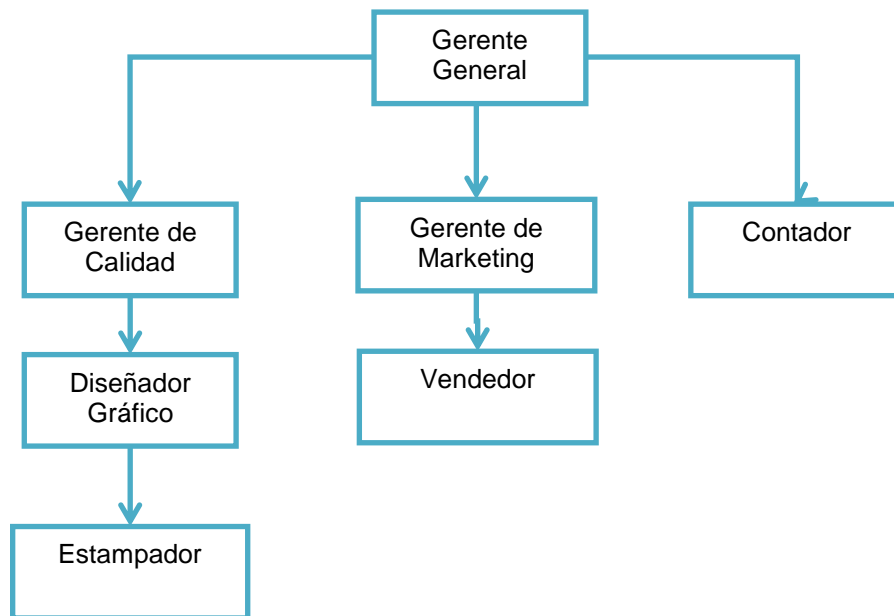 Gerente
General
Gerente de
Calidad
Gerente de
Marketing
Contador
Diseñador
Gráfico
Vendedor
Estampador